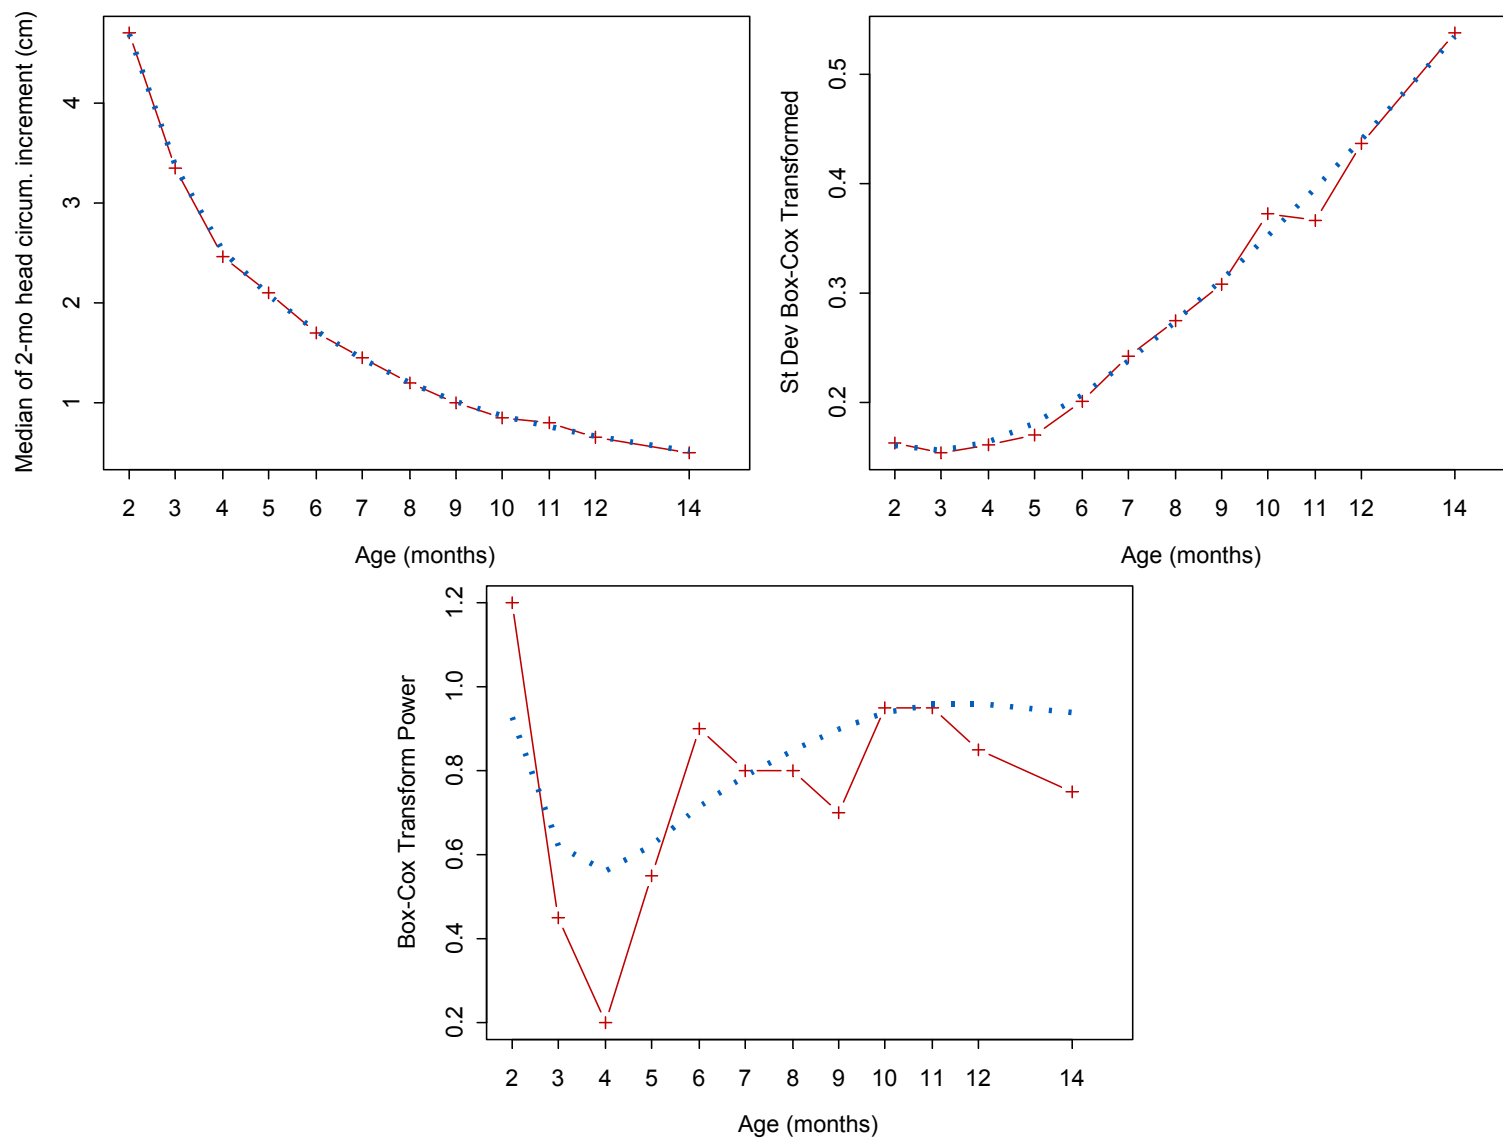 Median of 2-mo head circum. increment (cm)
4
3
2
1
2 3 4 5 6 7 8 9 10 11 12 14
Age (months)
St Dev Box-Cox Transformed
0.5
0.4
0.3
0.2
2 3 4 5 6 7 8 9 10 11 12 14
Age (months)
Box-Cox Transform Power
1.2
1.0
0.8
0.6
0.4
0.2
2 3 4 5 6 7 8 9 10 11 12 14
Age (months)